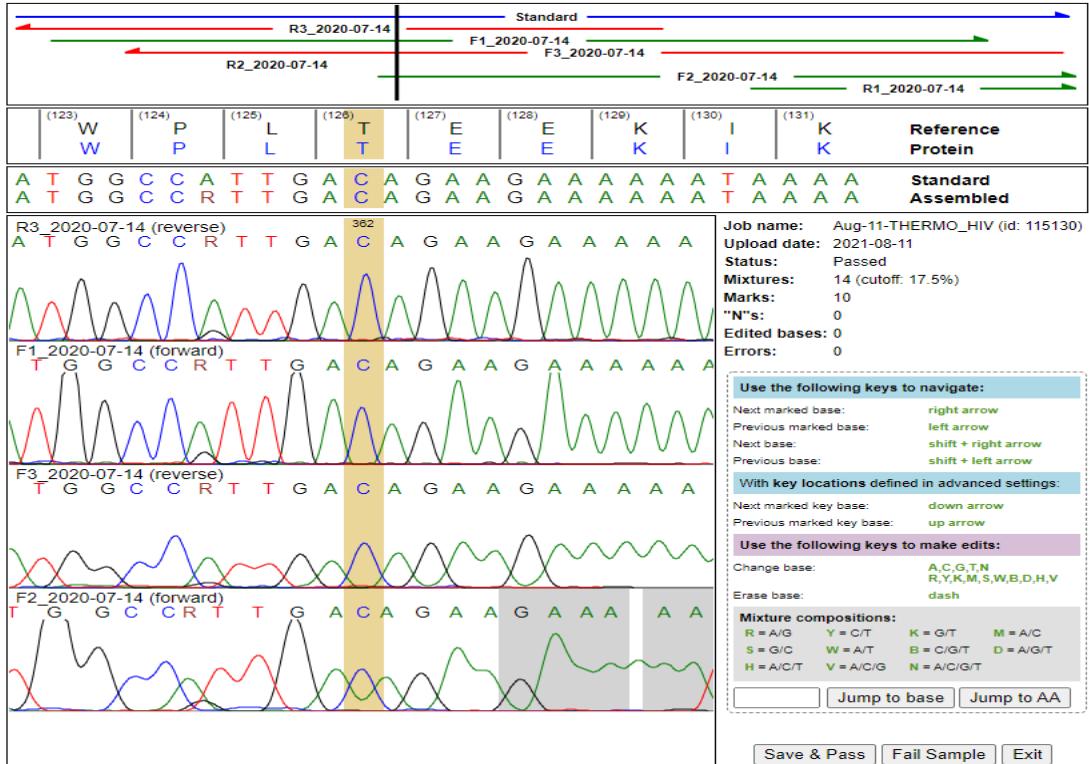 Standard
R3_2020-07-14
F1_2020-07-14
F3_2020-07-14
R2_2020-07-14
F2_2020-07-14
R1_2020-07-14
(123) (124) (125) (126) (127) (128) (129) (130) (131)
W P L T E E K I K Reference
W P L T E E K I K Protein
A T G G C C A T T G A C A G A A G A A A A A A T A A A A Standard
A T G G C C R T T G A C A G A A G A A A A A A T A A A A Assembled
R3_2020-07-14 (reverse) 362
A T G G C C R T T G A C A G A A G A A A A A
F1_2020-07-14 (forward)
T G G C C R T T G A C A G A A G A A A A A A
F3_2020-07-14 (reverse)
T G G C C R T T G A C A G A A G A A A A A
F2_2020-07-14 (forward)
T G G C C R T T G A C A G A A G A A A A A
Job name: Aug-11-THERMO_HIV (id: 115130)
Upload date: 2021-08-11
Status: Passed
Mixtures: 14 (cutoff: 17.5%)
Marks: 10
"N"s: 0
Edited bases: 0
Errors: 0
Use the following keys to navigate:
Next marked base: right arrow
Previous marked base: left arrow
Next base: shift + right arrow
Previous base: shift + left arrow
With key locations defined in advanced settings:
Next marked key base: down arrow
Previous marked key base: up arrow
Use the following keys to make edits:
Change base: A,C,G,T,N
R,Y,K,M,S,W,B,D,H,V
Erase base: dash
Mixture compositions:
R = A/G Y = C/T K = G/T M = A/C
S = G/C W = A/T B = C/G/T D = A/G/T
H = A/C/T V = A/C/G N = A/C/G/T
Jump to base Jump to AA
Save & Pass Fail Sample Exit